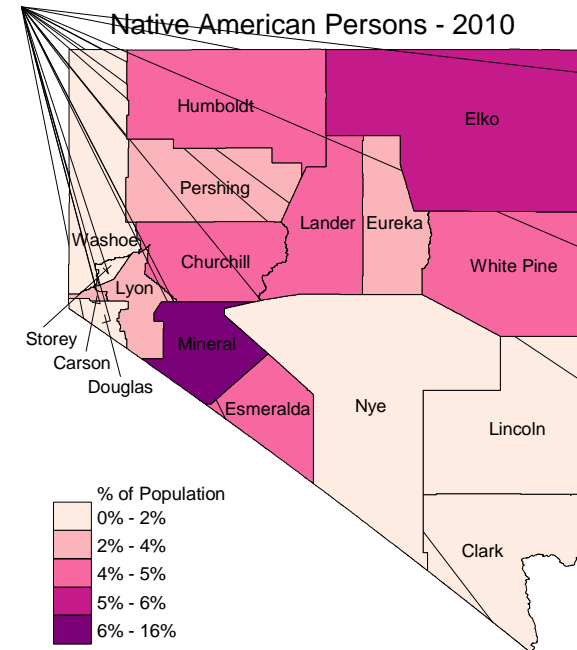 Native American Persons - 2010
Humboldt
Elko
Pershing
Lander
Eureka
Washoe
Churchill
White Pine
Lyon
Storey
Carson
Douglas
Mineral
Esmeralda
Nye
Lincoln
Clark
% of Population
0% - 2%
2% - 4%
4% - 5%
5% - 6%
6% - 16%